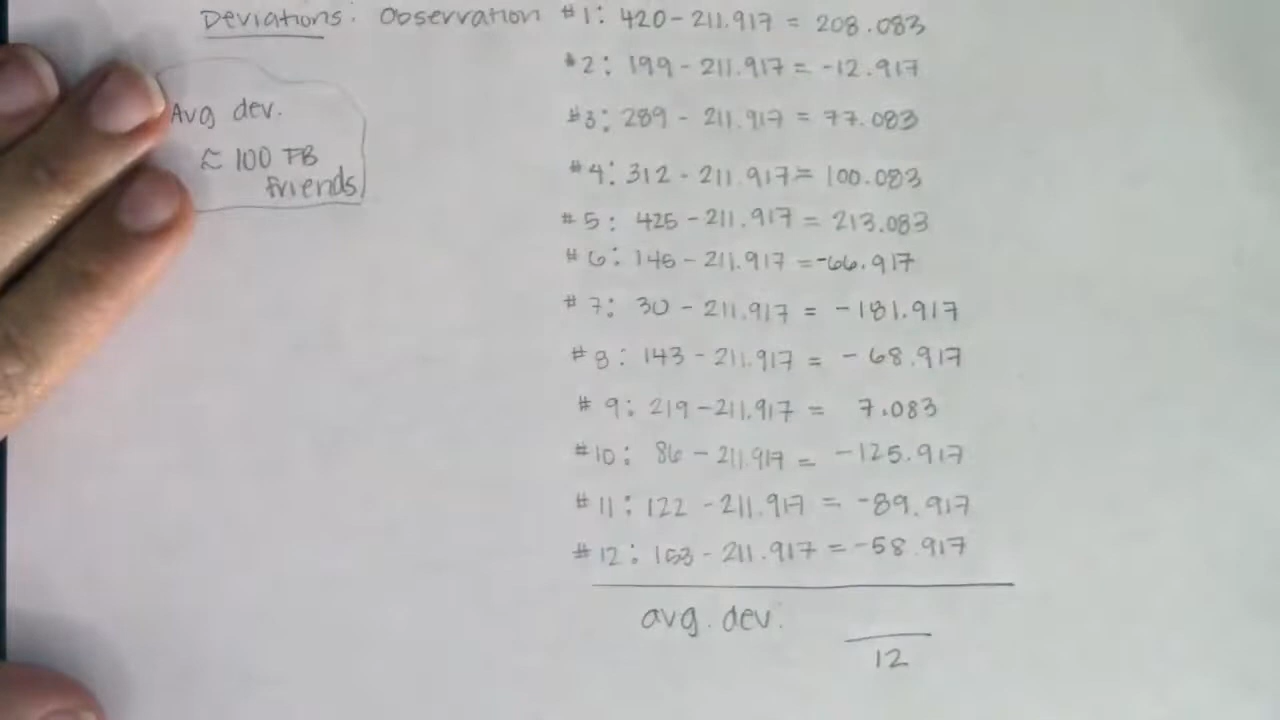 Deviations: Observation #1: 420 - 211.917 = 208.083
#2: 199 - 211.917 = -12.917
Avg dev.
≈ 100 FB
friends
#3: 289 - 211.917 = 77.083
#4: 312 - 211.917 = 100.083
#5: 425 - 211.917 = 213.083
#6: 145 - 211.917 = -66.917
#7: 30 - 211.917 = -181.917
#8: 143 - 211.917 = -68.917
#9: 219 - 211.917 = 7.083
#10: 86 - 211.917 = -125.917
#11: 122 - 211.917 = -89.917
#12: 153 - 211.917 = -58.917
avg. dev.
12